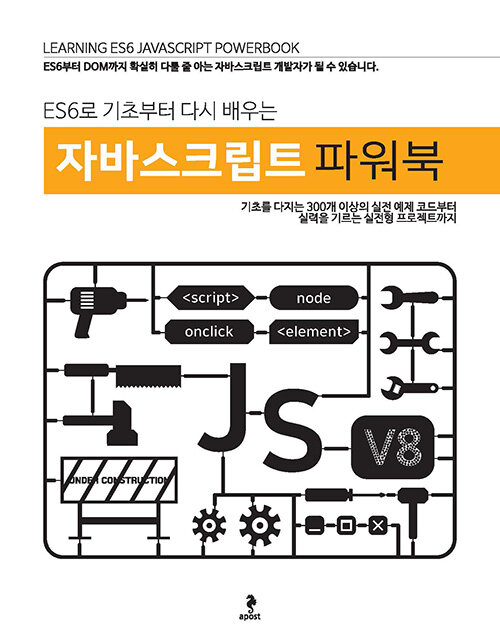 LEARNING ES6 JAVASCRIPT POWERBOOK
ES6부터 DOM까지 확실히 다룰 줄 아는 자바스크립트 개발자가 될 수 있습니다.
ES6로 기초부터 다시 배우는
자바스크립트 파워북
기초를 다지는 300개 이상의 실전 예제 코드부터
실력을 기르는 실전형 프로젝트까지
<script> node
onclick <element>
JS
V8
UNDER CONSTRUCTION
apost